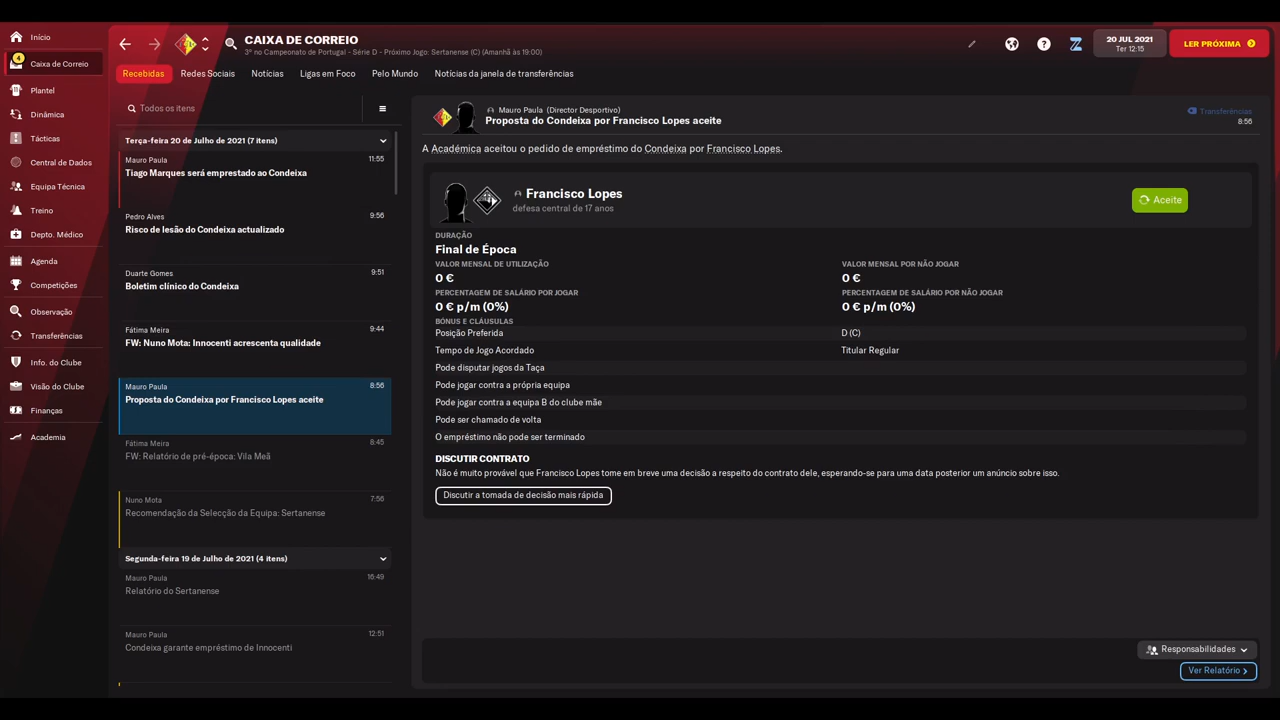 Início
4
Caixa de Correio
Plantel
Dinâmica
Tácticas
Central de Dados
Equipa Técnica
Treino
Depto. Médico
Agenda
Competições
Observação
Transferências
Info. do Clube
Visão do Clube
Finanças
Academia
CAIXA DE CORREIO
3º no Campeonato de Portugal - Série D - Próximo Jogo: Sertanense (C) (Amanhã às 19:00)
20 JUL 2021
Ter 12:15
LER PRÓXIMA
Recebidas
Redes Sociais
Notícias
Ligas em Foco
Pelo Mundo
Notícias da janela de transferências
Todos os itens
Terça-feira 20 de Julho de 2021 (7 itens)
Mauro Paula 11:55
Tiago Marques será emprestado ao Condeixa
Pedro Alves 9:56
Risco de lesão do Condeixa actualizado
Duarte Gomes 9:51
Boletim clínico do Condeixa
Fátima Meira 9:44
FW: Nuno Mota: Innocenti acrescenta qualidade
Mauro Paula 8:56
Proposta do Condeixa por Francisco Lopes aceite
Fátima Meira 8:45
FW: Relatório de pré-época: Vila Meã
Nuno Mota 7:56
Recomendação da Selecção da Equipa: Sertanense
Segunda-feira 19 de Julho de 2021 (4 itens)
Mauro Paula 16:49
Relatório do Sertanense
Mauro Paula 12:51
Condeixa garante empréstimo de Innocenti
Mauro Paula (Director Desportivo)
Proposta do Condeixa por Francisco Lopes aceite
Transferências
8:56
A Académica aceitou o pedido de empréstimo do Condeixa por Francisco Lopes.
Francisco Lopes
defesa central de 17 anos
Aceite
DURAÇÃO
Final de Época
VALOR MENSAL DE UTILIZAÇÃO VALOR MENSAL POR NÃO JOGAR
0 € 0 €
PERCENTAGEM DE SALÁRIO POR JOGAR PERCENTAGEM DE SALÁRIO POR NÃO JOGAR
0 € p/m (0%) 0 € p/m (0%)
BÓNUS E CLÁUSULAS
Posição Preferida D (C)
Tempo de Jogo Acordado Titular Regular
Pode disputar jogos da Taça
Pode jogar contra a própria equipa
Pode jogar contra a equipa B do clube mãe
Pode ser chamado de volta
O empréstimo não pode ser terminado
DISCUTIR CONTRATO
Não é muito provável que Francisco Lopes tome em breve uma decisão a respeito do contrato dele, esperando-se para uma data posterior um anúncio sobre isso.
Discutir a tomada de decisão mais rápida
Responsabilidades
Ver Relatório